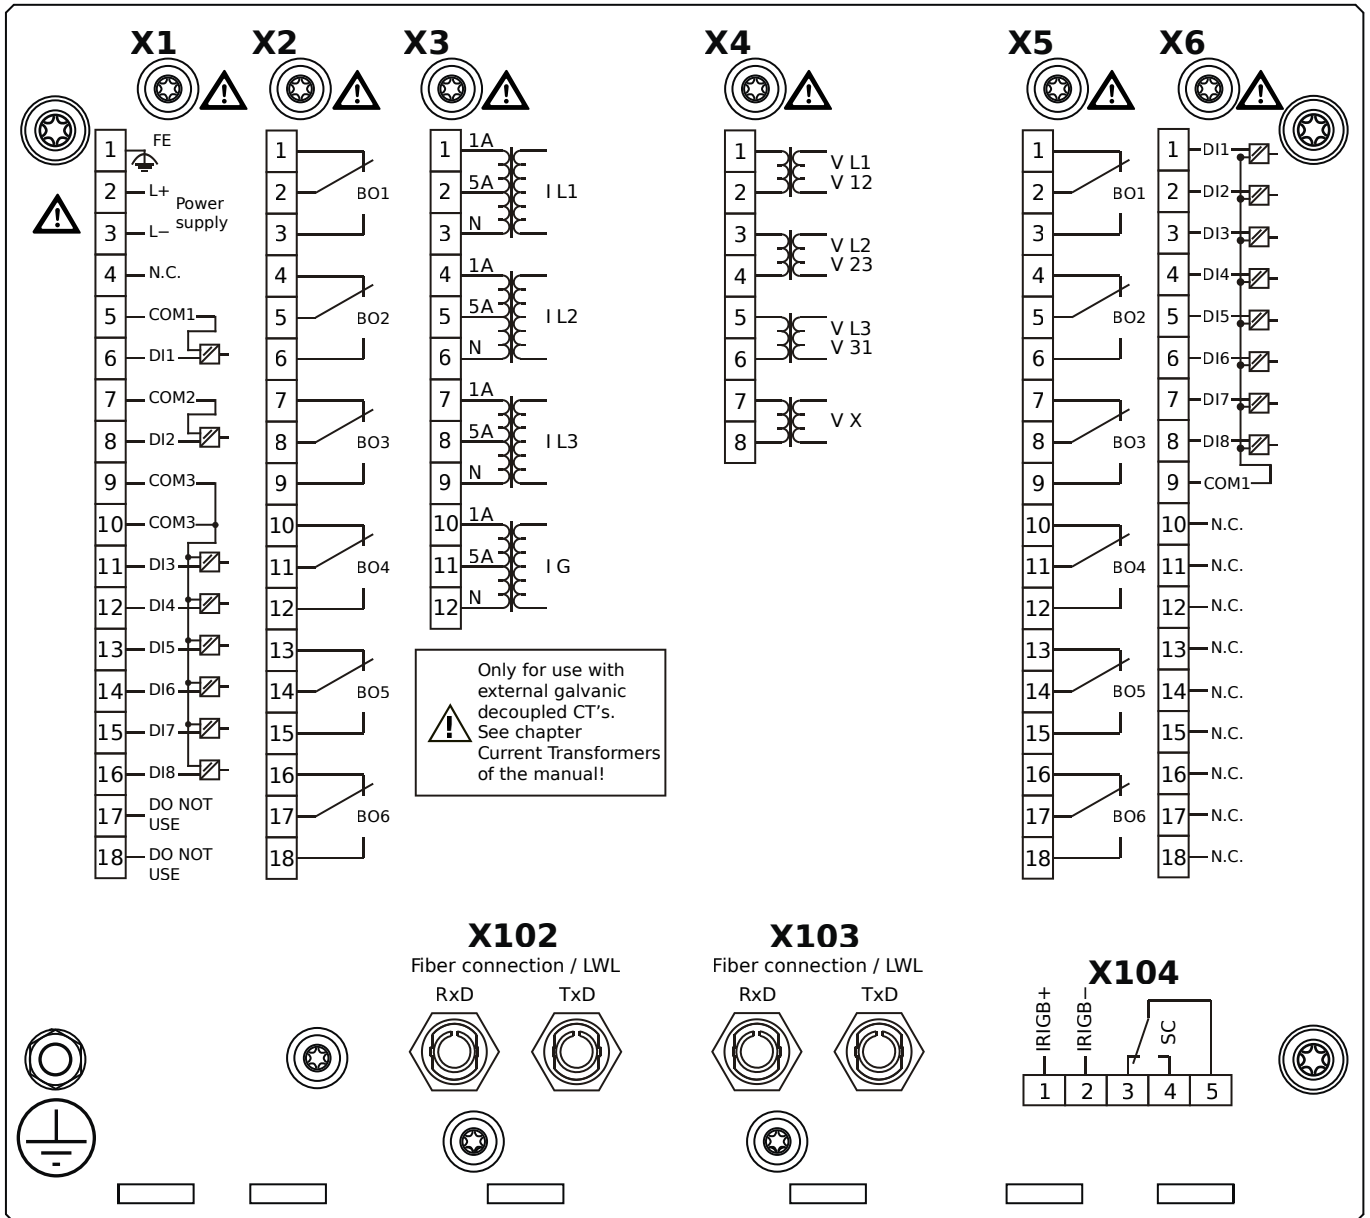 X1 X2 X3 X4 X5 X6
1 FE
2 L+
Power
supply
3 L−
4 N.C.
5 COM1
6 DI1
7 COM2
8 DI2
9 COM3
10 COM3
11 DI3
12 DI4
13 DI5
14 DI6
15 DI7
16 DI8
17 DO NOT
USE
18 DO NOT
USE
1
2 BO1
3
4
5 BO2
6
7
8 BO3
9
10
11 BO4
12
13
14 BO5
15
16
17 BO6
18
1 1A
2 5A I L1
3 N
4 1A
5 5A I L2
6 N
7 1A
8 5A I L3
9 N
10 1A
11 5A I G
12 N
Only for use with
external galvanic
decoupled CT's.
See chapter
Current Transformers
of the manual!
1 V L1
2 V 12
3 V L2
4 V 23
5 V L3
6 V 31
7 V X
8
1
2 BO1
3
4
5 BO2
6
7
8 BO3
9
10
11 BO4
12
13
14 BO5
15
16
17 BO6
18
1 DI1
2 DI2
3 DI3
4 DI4
5 DI5
6 DI6
7 DI7
8 DI8
9 COM1
10 N.C.
11 N.C.
12 N.C.
13 N.C.
14 N.C.
15 N.C.
16 N.C.
17 N.C.
18 N.C.
X102
Fiber connection / LWL
RxD TxD
X103
Fiber connection / LWL
RxD TxD
X104
IRIGB+
IRIGB−
SC
1 2 3 4 5